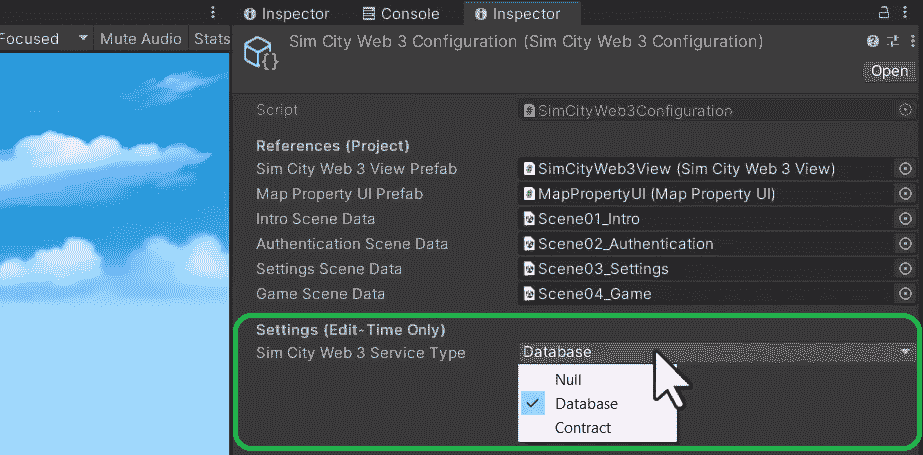 Inspector Console Inspector
Focused Mute Audio Stats
Sim City Web 3 Configuration (Sim City Web 3 Configuration)
Open
Script SimCityWeb3Configuration
References (Project)
Sim City Web 3 View Prefab SimCityWeb3View (Sim City Web 3 View)
Map Property UI Prefab MapPropertyUI (Map Property UI)
Intro Scene Data Scene01_Intro
Authentication Scene Data Scene02_Authentication
Settings Scene Data Scene03_Settings
Game Scene Data Scene04_Game
Settings (Edit-Time Only)
Sim City Web 3 Service Type Database
Null
Database
Contract